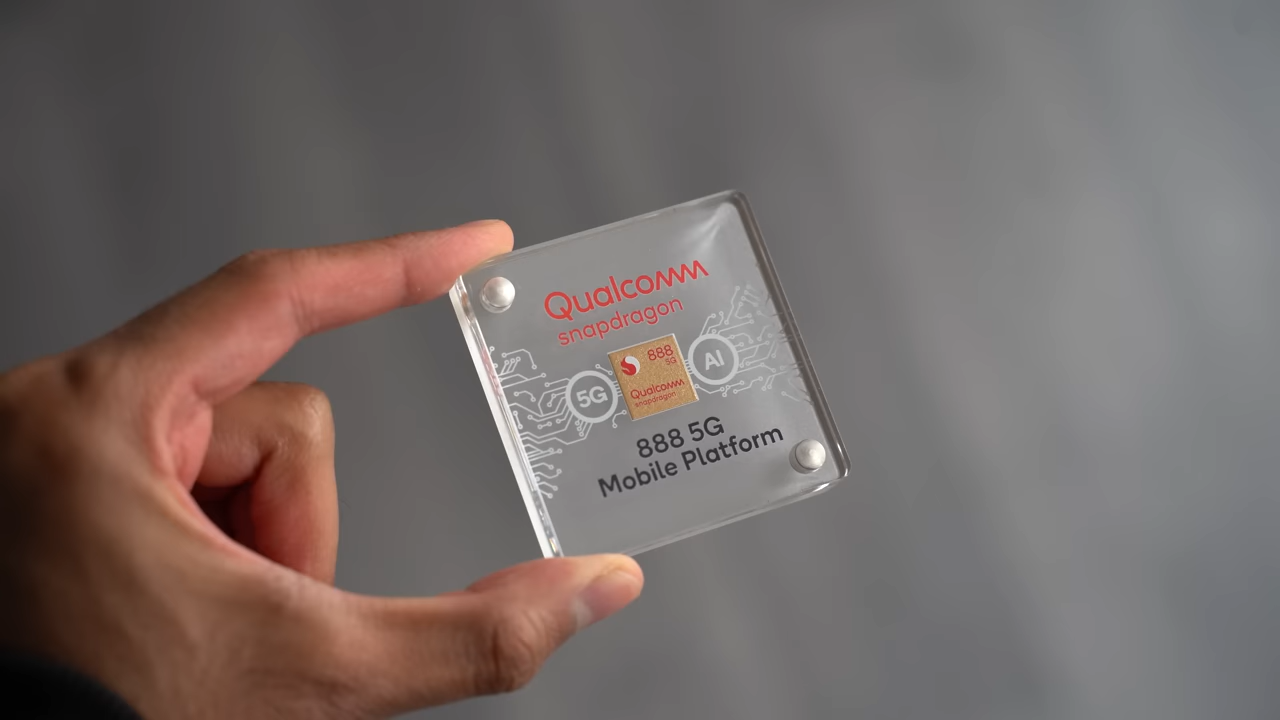 Qualcomm
snapdragon
5G
888
5G
Qualcomm
snapdragon
AI
888 5G
Mobile Platform